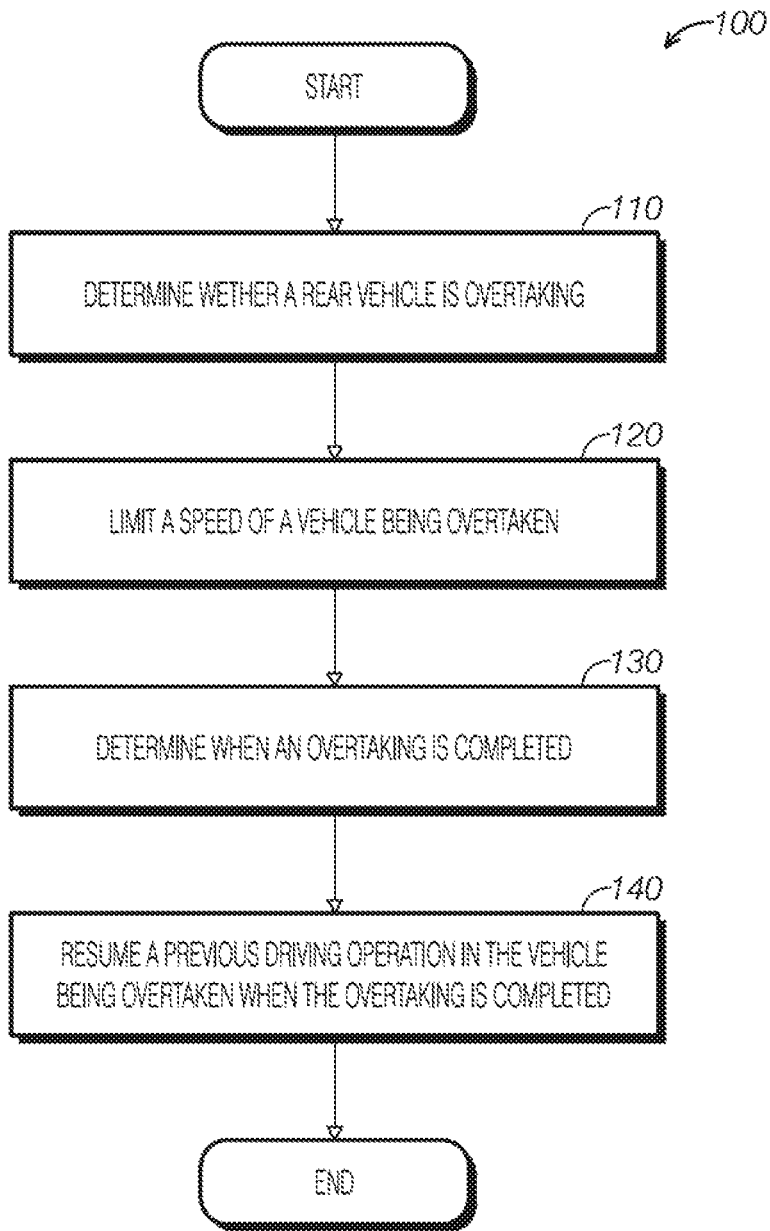 100
START
110
DETERMINE WETHER A REAR VEHICLE IS OVERTAKING
120
LIMIT A SPEED OF A VEHICLE BEING OVERTAKEN
130
DETERMINE WHEN AN OVERTAKING IS COMPLETED
140
RESUME A PREVIOUS DRIVING OPERATION IN THE VEHICLE
BEING OVERTAKEN WHEN THE OVERTAKING IS COMPLETED
END